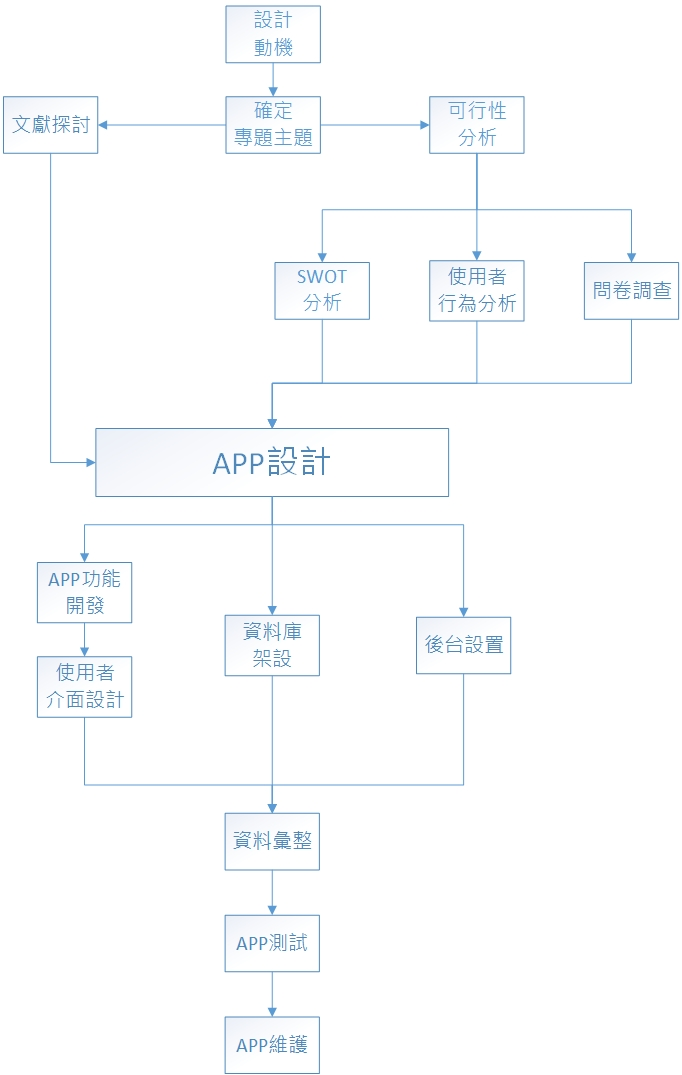 設計
動機
文獻探討
確定
專題主題
可行性
分析
SWOT
分析
使用者
行為分析
問卷調查
APP設計
APP功能
開發
使用者
介面設計
資料庫
架設
後台設置
資料彙整
APP測試
APP維護